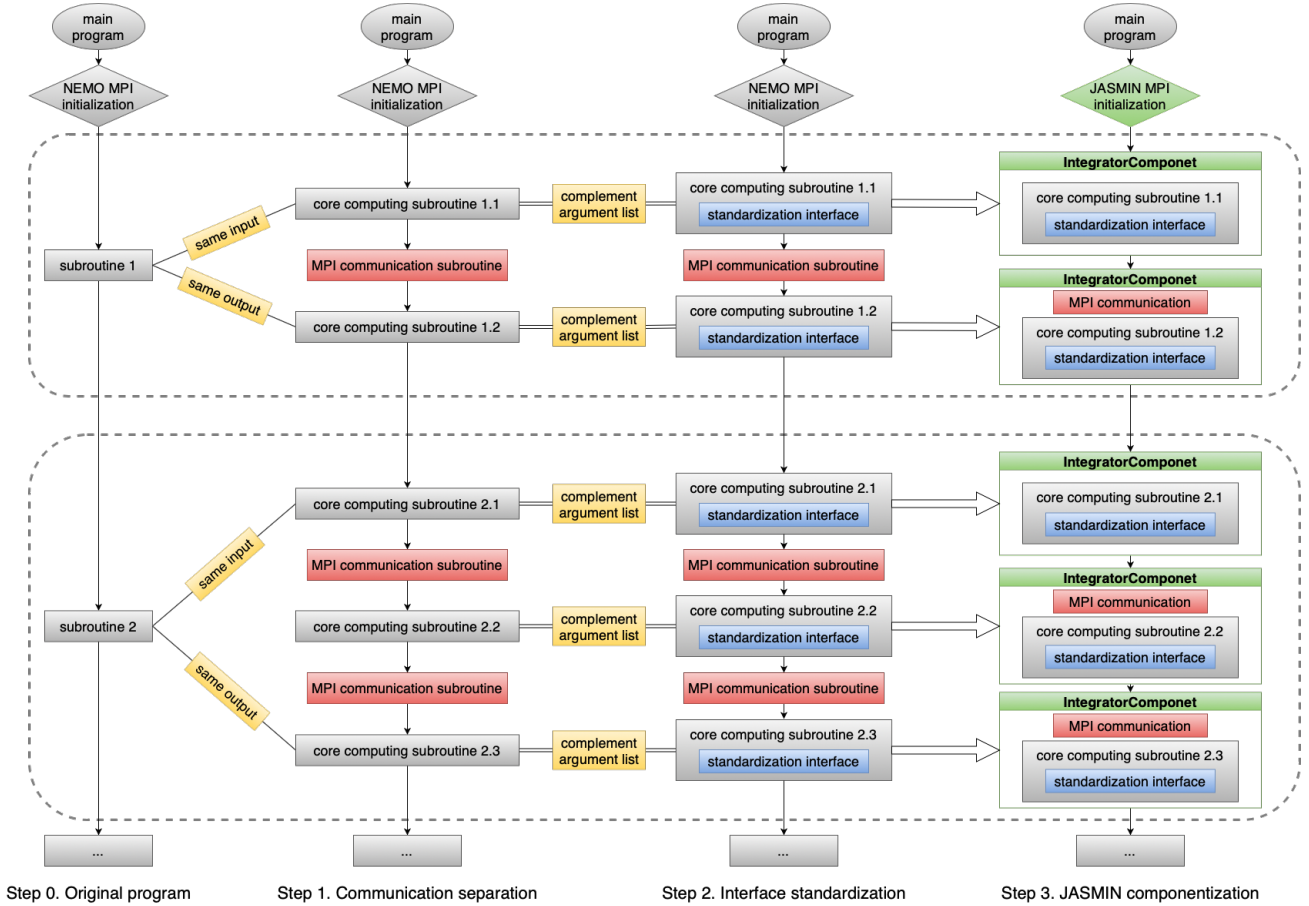 main
program
main
program
main
program
main
program
NEMO MPI
initialization
NEMO MPI
initialization
NEMO MPI
initialization
JASMIN MPI
initialization
subroutine 1
same input
same output
core computing subroutine 1.1
MPI communication subroutine
core computing subroutine 1.2
complement
argument list
complement
argument list
core computing subroutine 1.1
standardization interface
MPI communication subroutine
core computing subroutine 1.2
standardization interface
IntegratorComponet
core computing subroutine 1.1
standardization interface
IntegratorComponet
MPI communication
core computing subroutine 1.2
standardization interface
subroutine 2
same input
same output
core computing subroutine 2.1
MPI communication subroutine
core computing subroutine 2.2
MPI communication subroutine
core computing subroutine 2.3
complement
argument list
complement
argument list
complement
argument list
core computing subroutine 2.1
standardization interface
MPI communication subroutine
core computing subroutine 2.2
standardization interface
MPI communication subroutine
core computing subroutine 2.3
standardization interface
IntegratorComponet
core computing subroutine 2.1
standardization interface
IntegratorComponet
MPI communication
core computing subroutine 2.2
standardization interface
IntegratorComponet
MPI communication
core computing subroutine 2.3
standardization interface
...
...
...
...
Step 0. Original program
Step 1. Communication separation
Step 2. Interface standardization
Step 3. JASMIN componentization